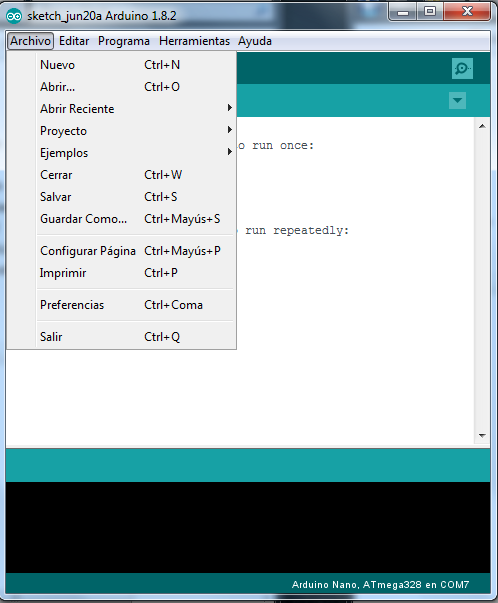 sketch_jun20a Arduino 1.8.2
Archivo Editar Programa Herramientas Ayuda
Nuevo Ctrl+N
Abrir... Ctrl+O
Abrir Reciente
Proyecto
Ejemplos
Cerrar Ctrl+W
Salvar Ctrl+S
Guardar Como... Ctrl+Mayús+S
Configurar Página Ctrl+Mayús+P
Imprimir Ctrl+P
Preferencias Ctrl+Coma
Salir Ctrl+Q
o run once:
run repeatedly:
Arduino Nano, ATmega328 en COM7